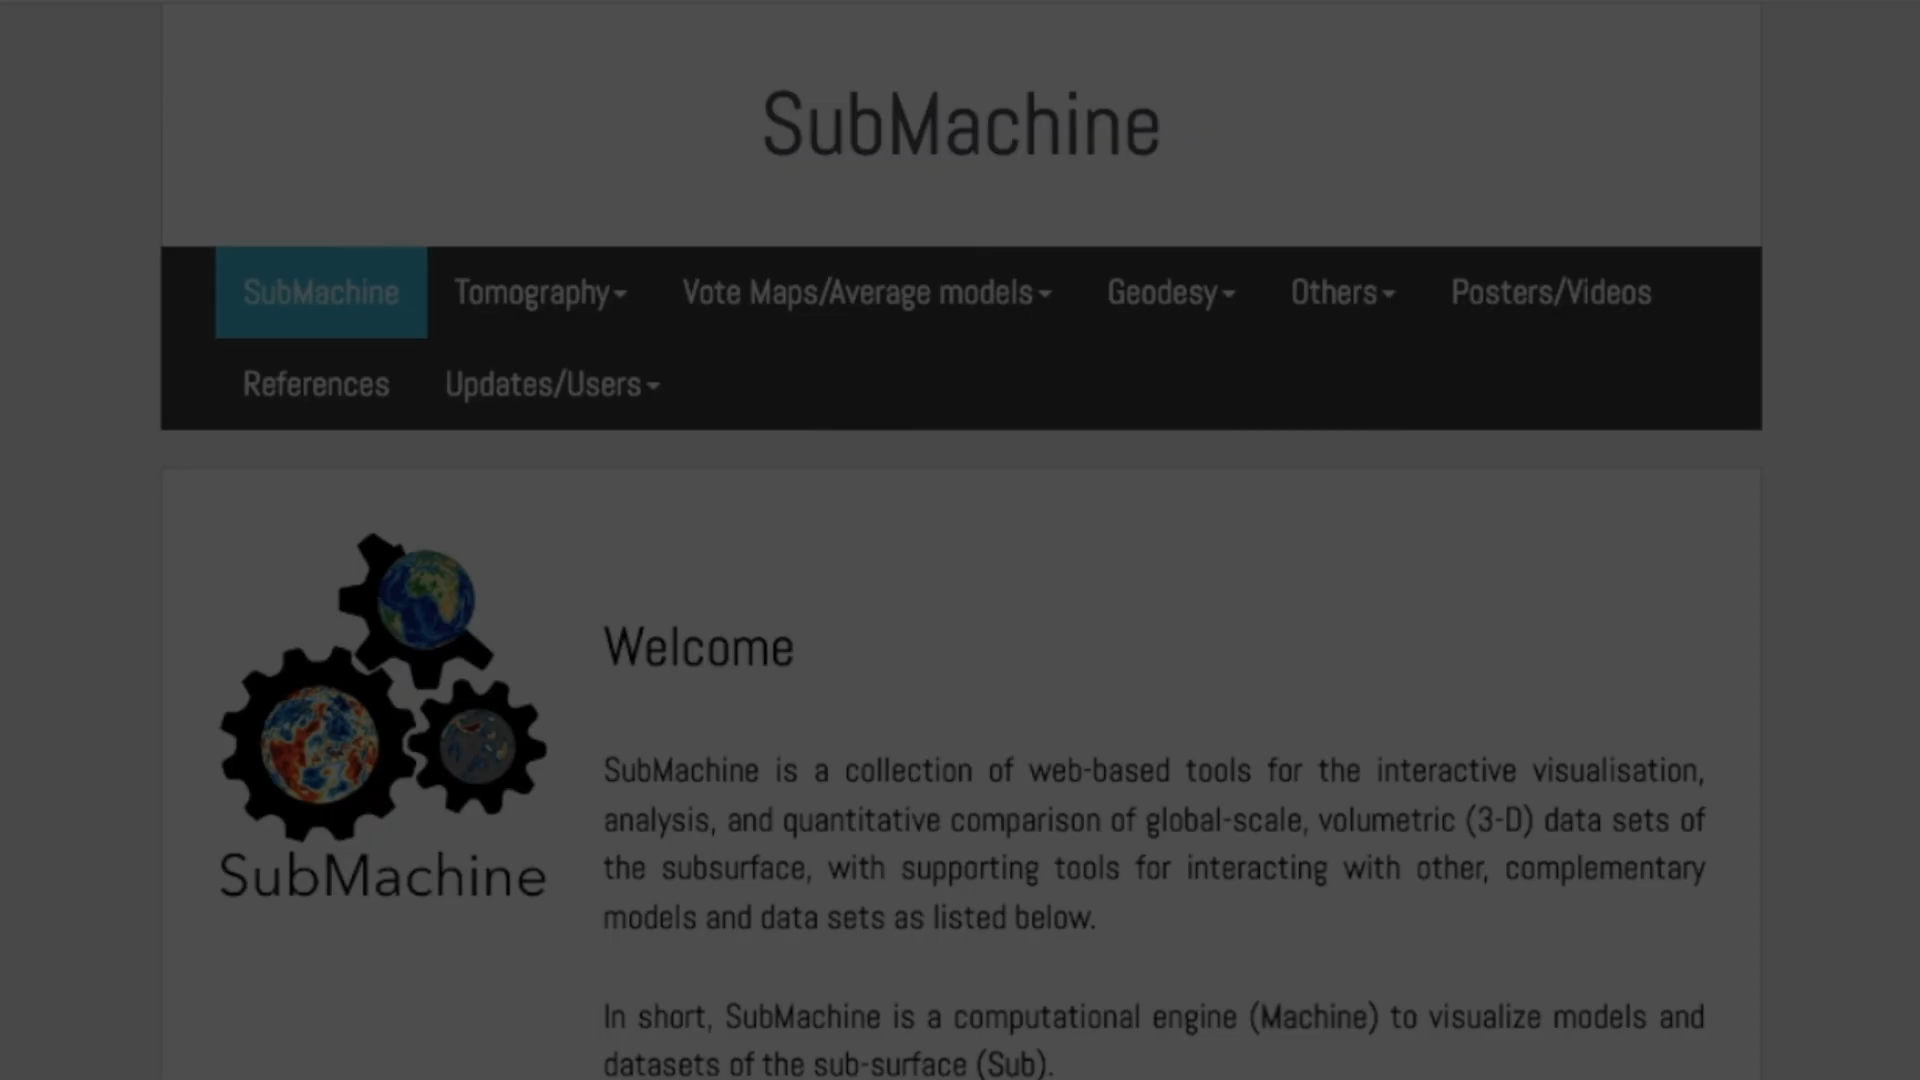 SubMachine
SubMachine Tomography Vote Maps/Average models Geodesy Others Posters/Videos
References Updates/Users
Welcome
SubMachine is a collection of web-based tools for the interactive visualisation,
analysis, and quantitative comparison of global-scale, volumetric (3-D) data sets of
the subsurface, with supporting tools for interacting with other, complementary
models and data sets as listed below.
SubMachine
In short, SubMachine is a computational engine (Machine) to visualize models and
datasets of the sub-surface (Sub).